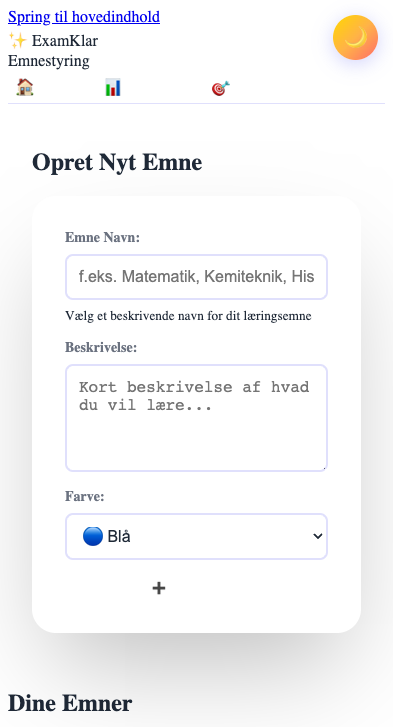 Spring til hovedindhold
✨ ExamKlar
Emnestyring
Opret Nyt Emne
Emne Navn:
f.eks. Matematik, Kemiteknik, His
Vælg et beskrivende navn for dit læringsemne
Beskrivelse:
Kort beskrivelse af hvad
du vil lære...
Farve:
🔵 Blå
➕
Dine Emner